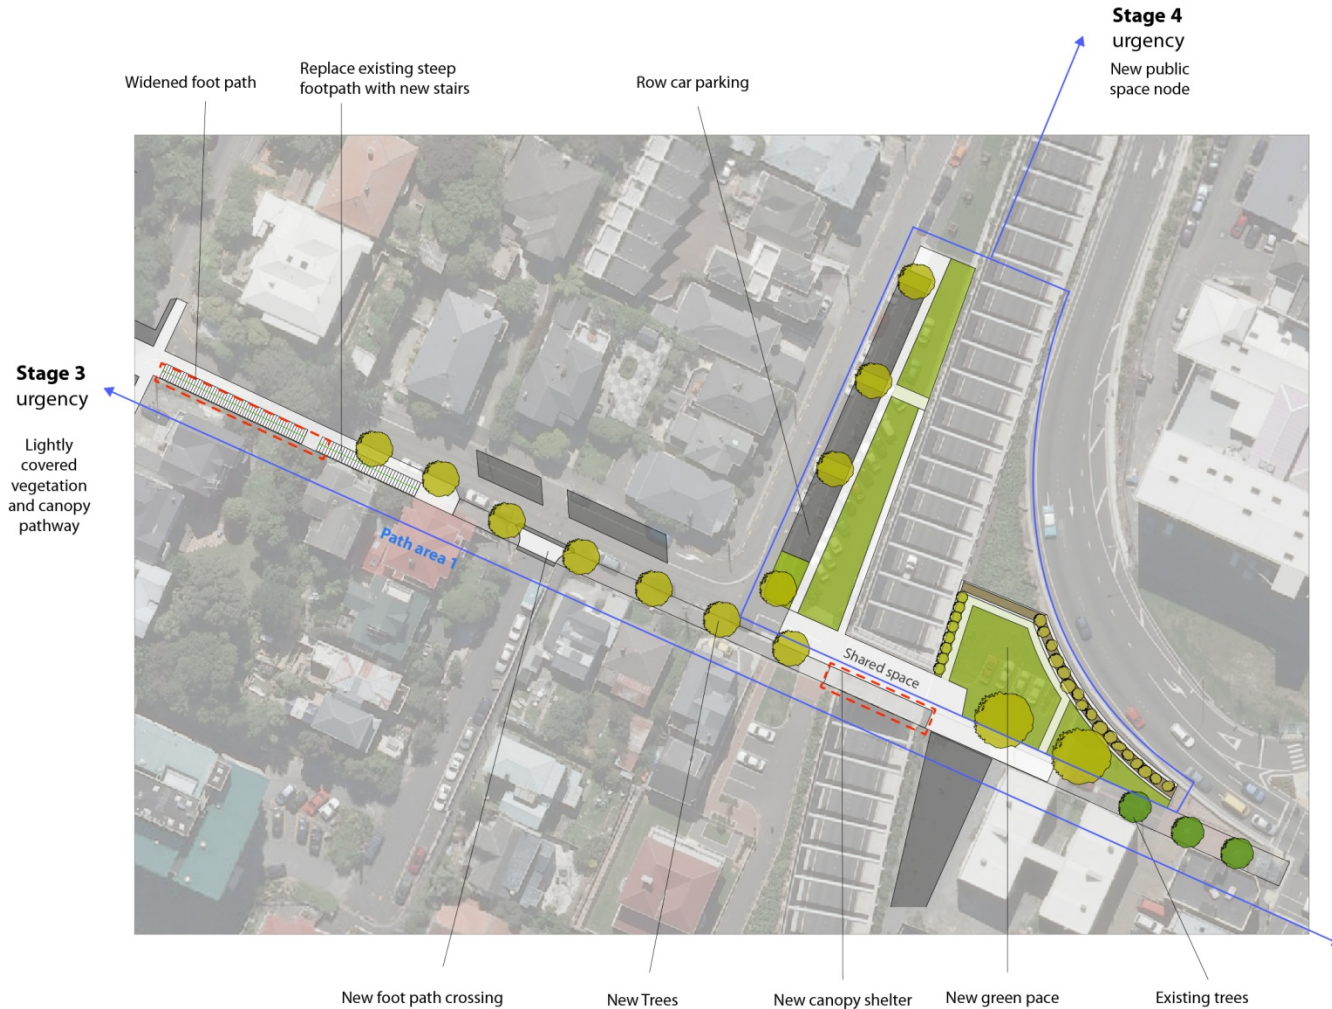 Stage 4
urgency
New public
space node
Widened foot path
Replace existing steep
footpath with new stairs
Row car parking
Stage 3
urgency
Lightly
covered
vegetation
and canopy
pathway
Path area 1
Shared space
New foot path crossing
New Trees
New canopy shelter
New green pace
Existing trees